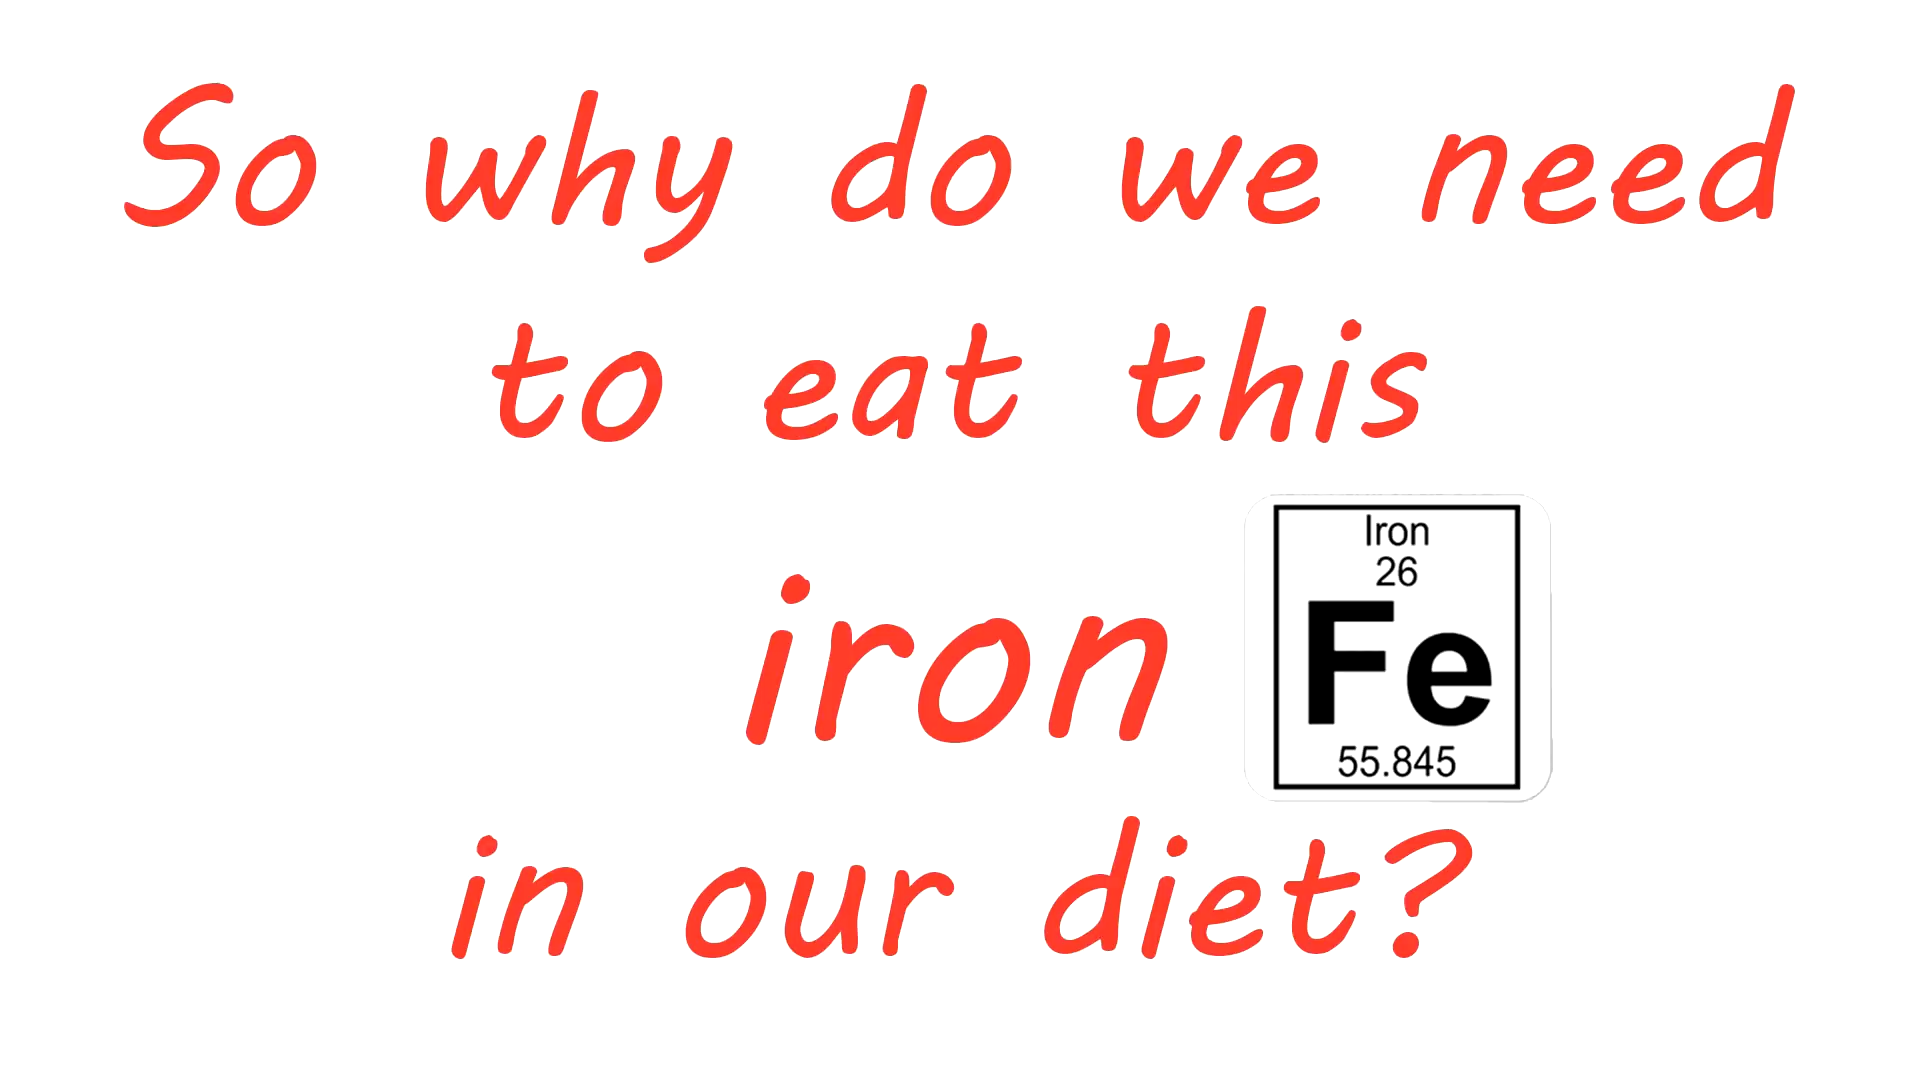 So why do we need
to eat this
iron
Iron
26
Fe
55.845
in our diet?